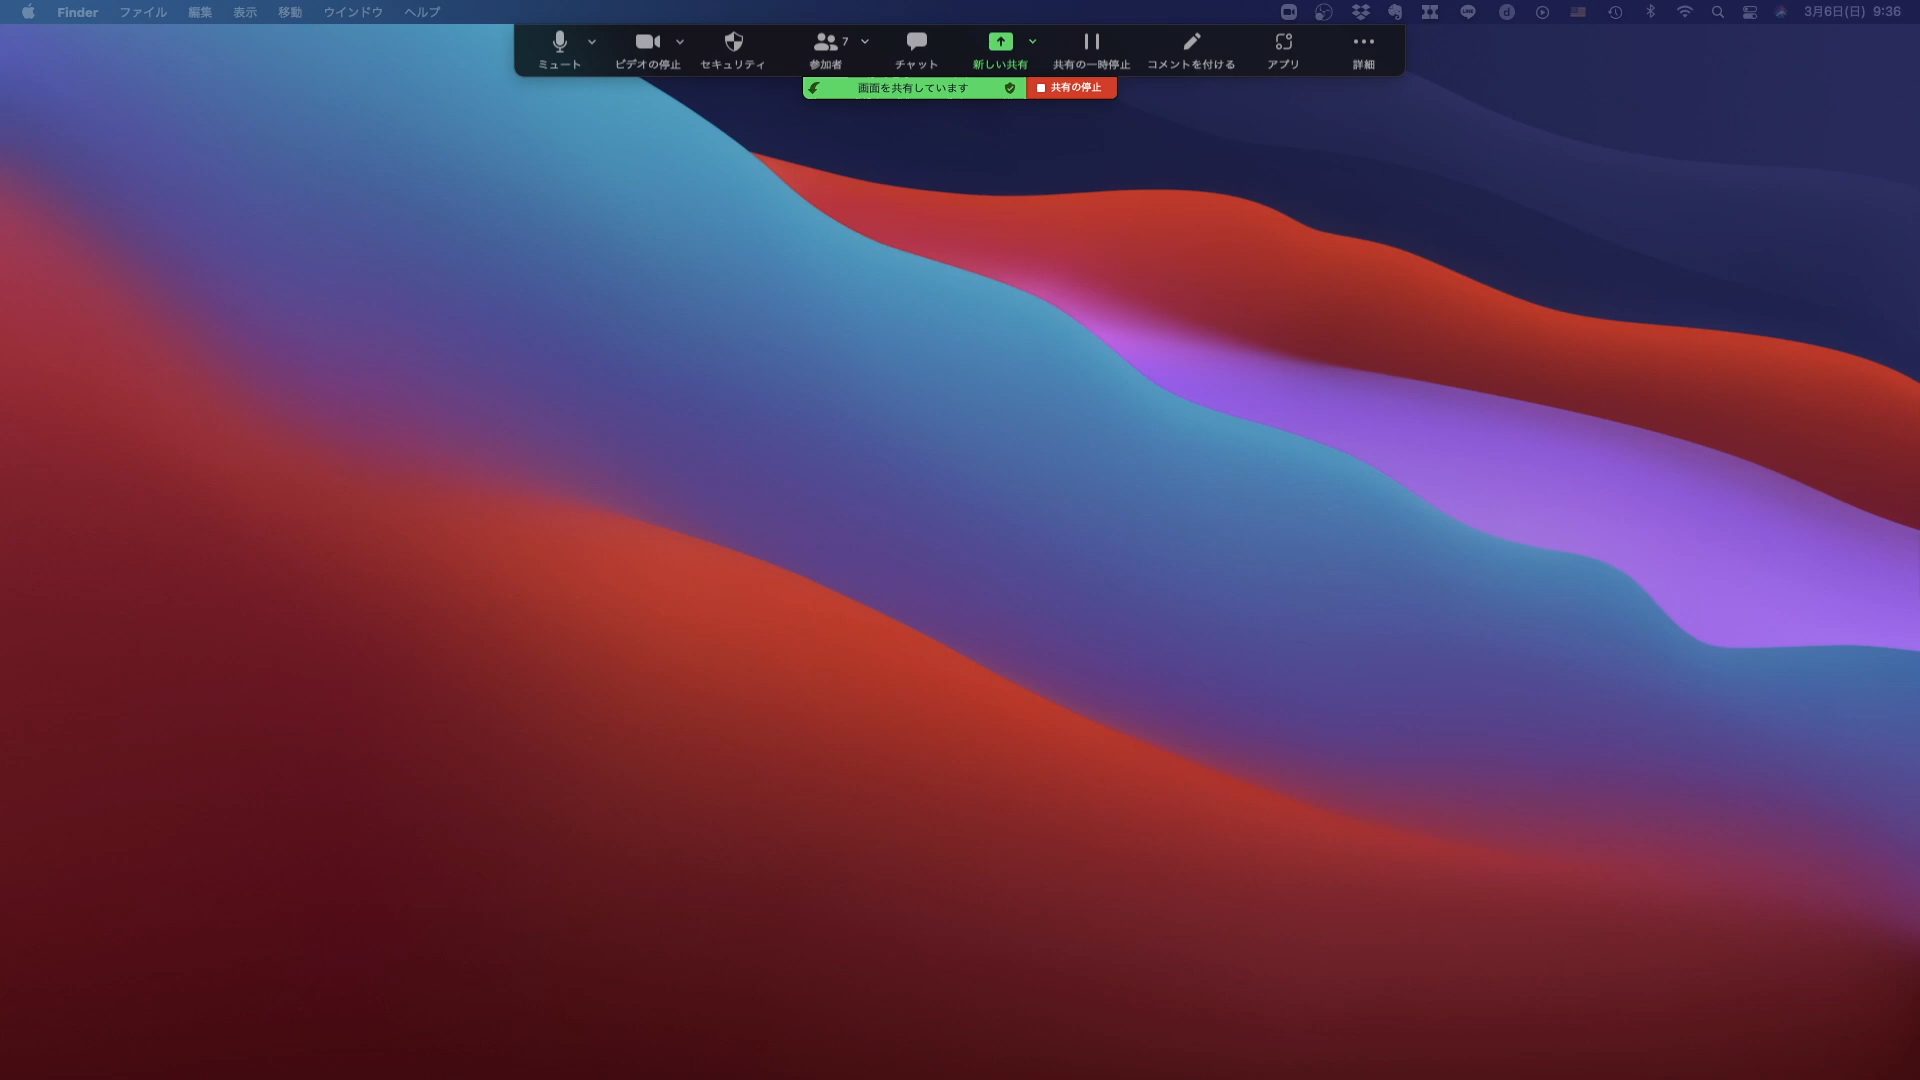 Finder ファイル 編集 表示 移動 ウインドウ ヘルプ 3月6日(日) 9:36
ミュート ビデオの停止 セキュリティ 参加者 7 チャット 新しい共有 共有の一時停止 コメントを付ける アプリ 詳細
画面を共有しています 共有の停止